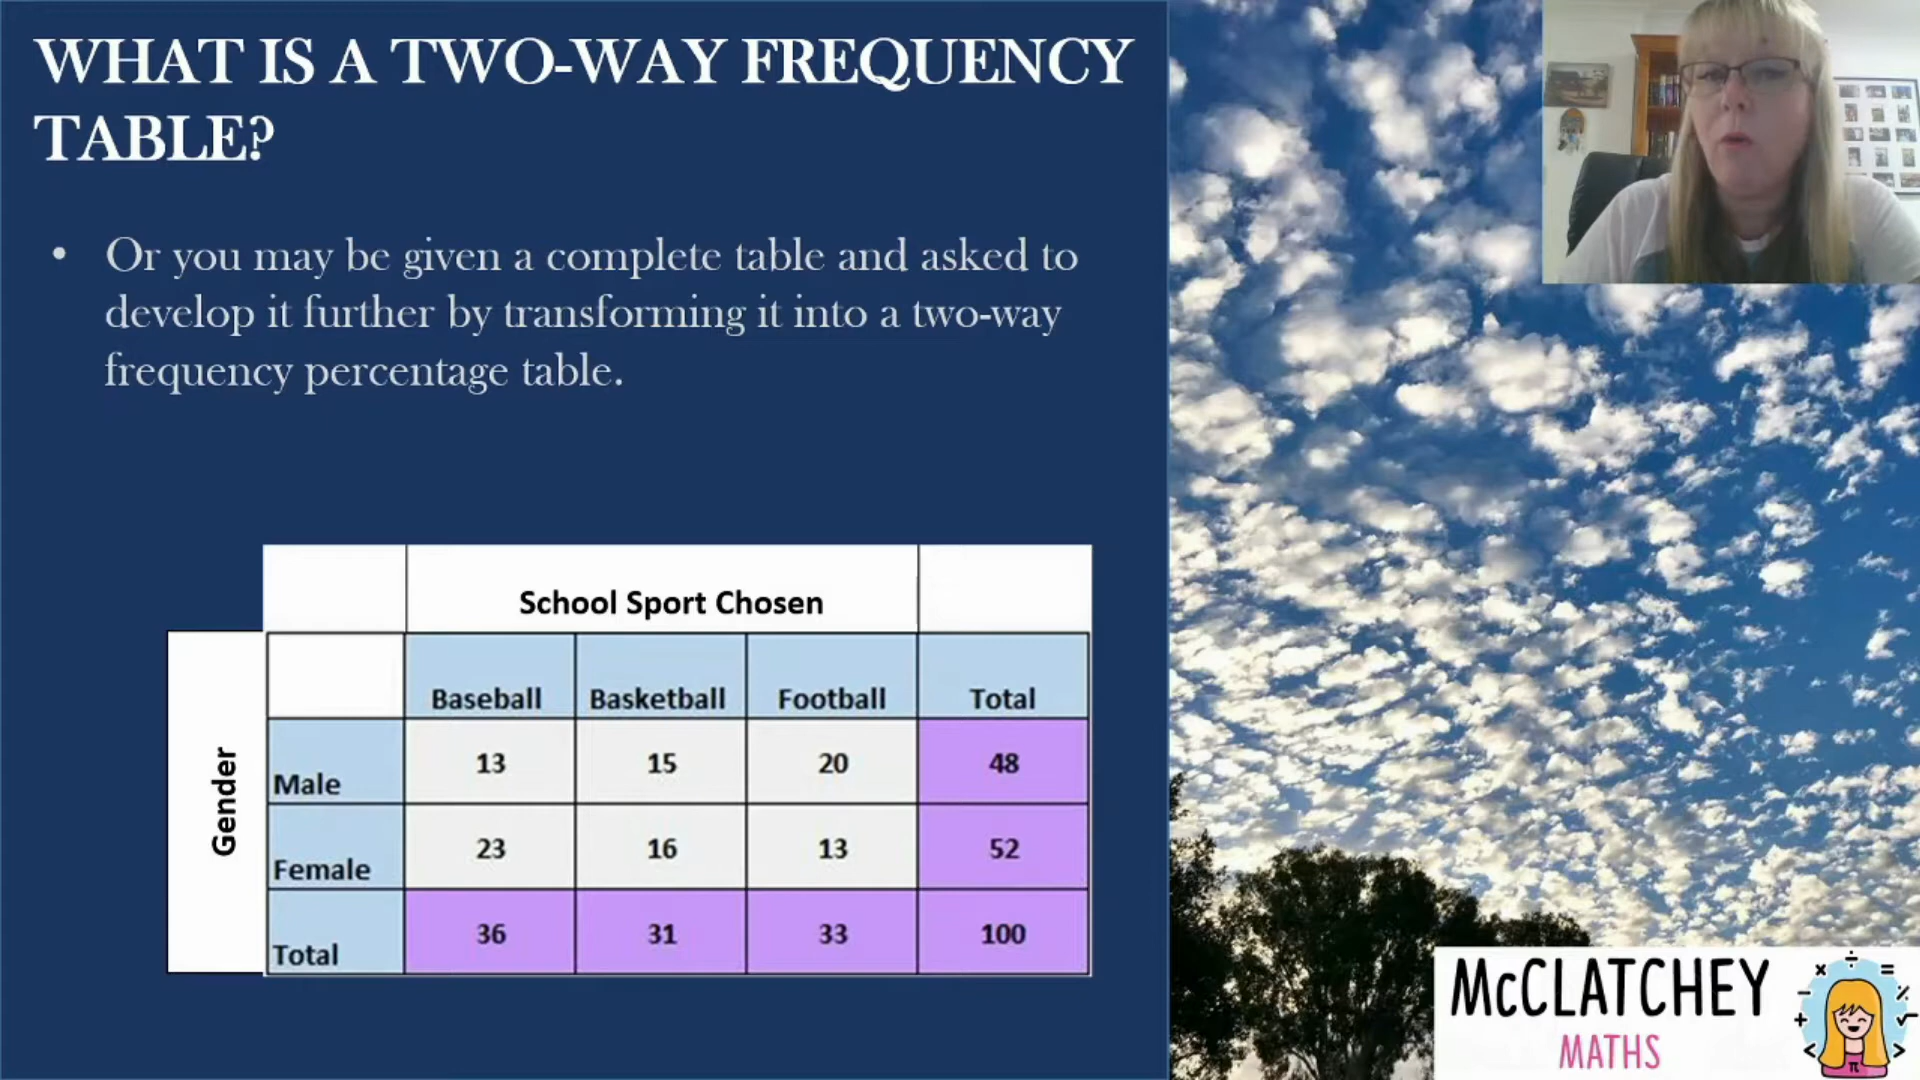 WHAT IS A TWO-WAY FREQUENCY
TABLE?
• Or you may be given a complete table and asked to
develop it further by transforming it into a two-way
frequency percentage table.
School Sport Chosen
Baseball Basketball Football Total
Gender
Male 13 15 20 48
Female 23 16 13 52
Total 36 31 33 100
McCLATCHEY
MATHS